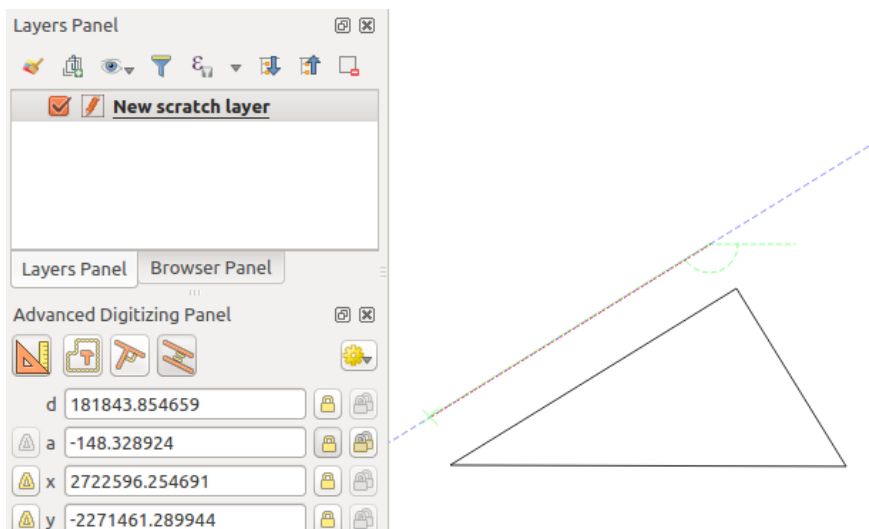 Layers Panel
New scratch layer
Layers Panel Browser Panel
Advanced Digitizing Panel
d 181843.854659
a -148.328924
x 2722596.254691
y -2271461.289944